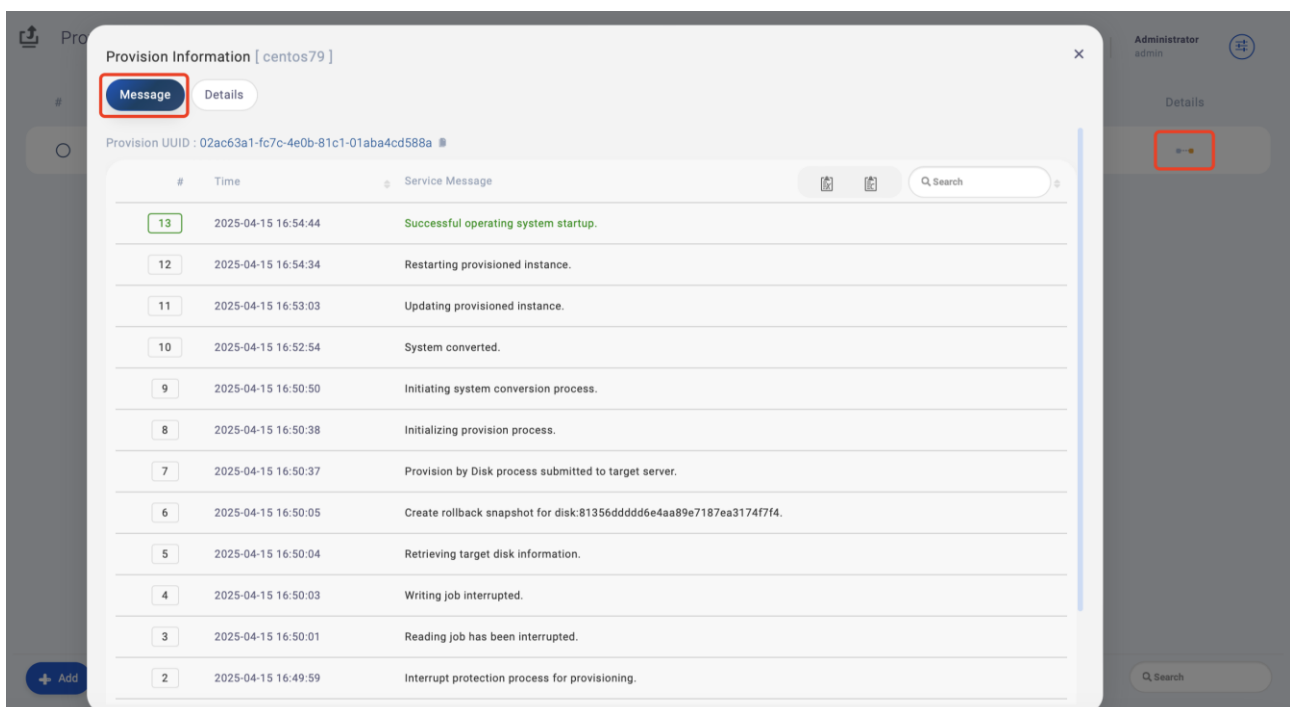 Pro
Administrator
admin
Provision Information [ centos79 ]
Message
Details
#
Details
Provision UUID : 02ac63a1-fc7c-4e0b-81c1-01aba4cd588a
# Time Service Message Search
13 2025-04-15 16:54:44 Successful operating system startup.
12 2025-04-15 16:54:34 Restarting provisioned instance.
11 2025-04-15 16:53:03 Updating provisioned instance.
10 2025-04-15 16:52:54 System converted.
9 2025-04-15 16:50:50 Initiating system conversion process.
8 2025-04-15 16:50:38 Initializing provision process.
7 2025-04-15 16:50:37 Provision by Disk process submitted to target server.
6 2025-04-15 16:50:05 Create rollback snapshot for disk:81356ddddd6e4aa89e7187ea3174f7f4.
5 2025-04-15 16:50:04 Retrieving target disk information.
4 2025-04-15 16:50:03 Writing job interrupted.
3 2025-04-15 16:50:01 Reading job has been interrupted.
2 2025-04-15 16:49:59 Interrupt protection process for provisioning.
Add
Search